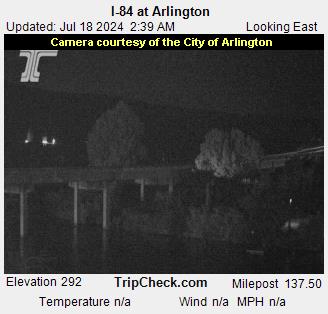 I-84 at Arlington
Updated: Jul 18 2024 2:39 AM Looking East
Camera courtesy of the City of Arlington
Elevation 292 TripCheck.com Milepost 137.50
Temperature n/a Wind n/a MPH n/a